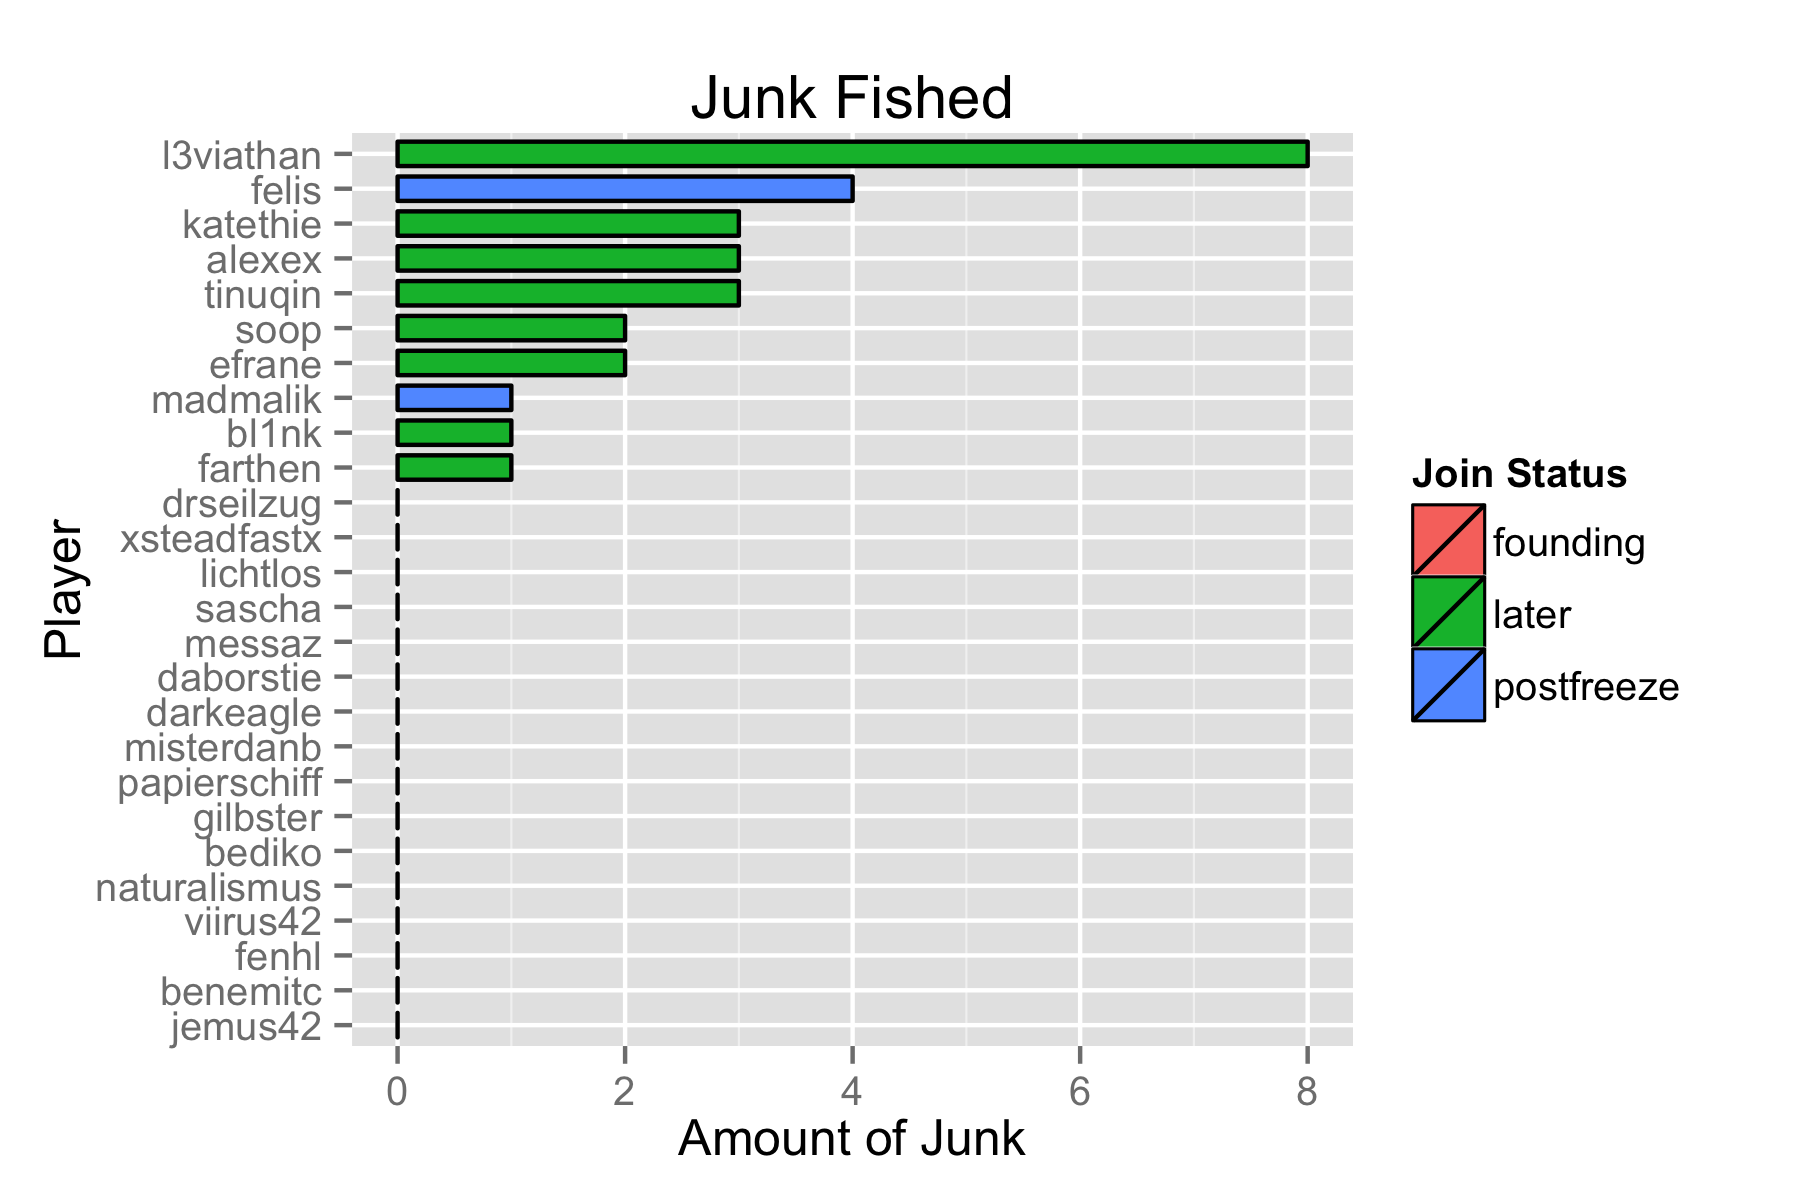 Junk Fished
l3viathan
felis
katethie
alexex
tinuqin
soop
efrane
madmalik
bl1nk
farthen
drseilzug
xsteadfastx
lichtlos
sascha
messaz
daborstie
darkeagle
misterdanb
papierschiff
gilbster
bediko
naturalismus
viirus42
fenhl
benemitc
jemus42
Player
0 2 4 6 8
Amount of Junk
Join Status
founding
later
postfreeze